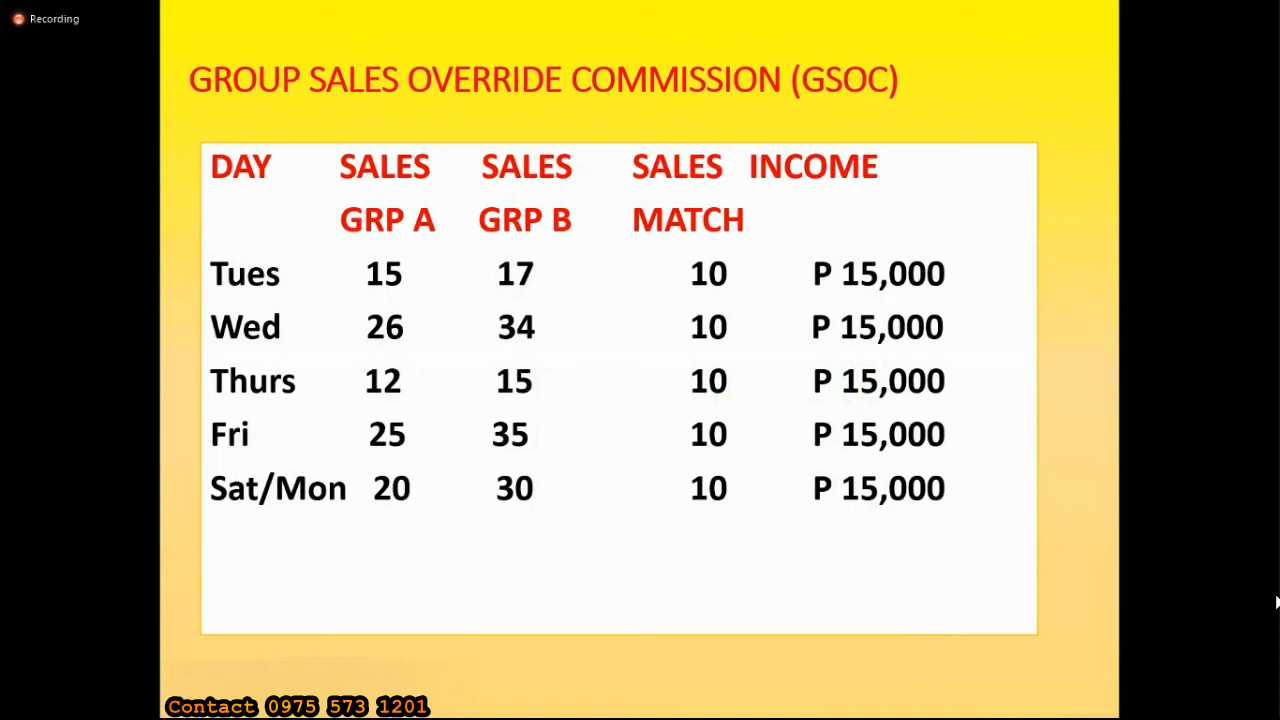 Recording
GROUP SALES OVERRIDE COMMISSION (GSOC)
DAY SALES SALES SALES INCOME
GRP A GRP B MATCH
Tues 15 17 10 P 15,000
Wed 26 34 10 P 15,000
Thurs 12 15 10 P 15,000
Fri 25 35 10 P 15,000
Sat/Mon 20 30 10 P 15,000
Contact 0975 573 1201